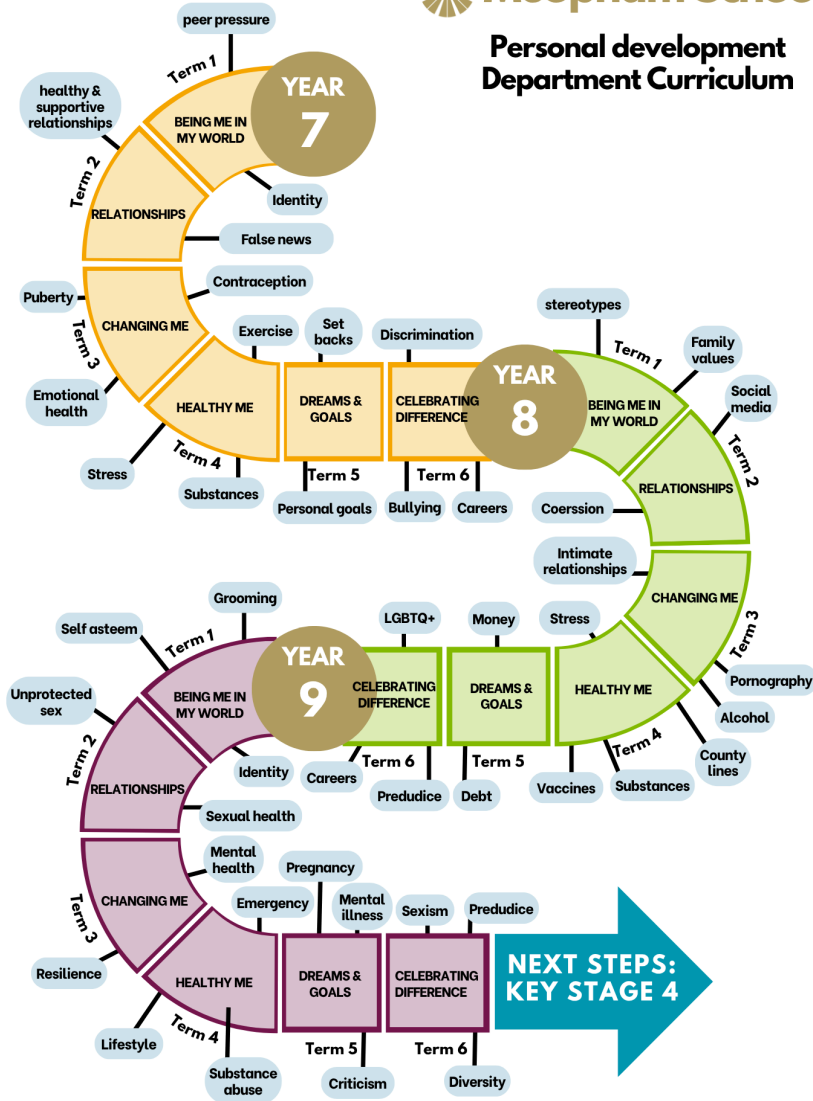 Personal development
Department Curriculum
peer pressure
Term 1
YEAR
7
healthy &
supportive
relationships
BEING ME IN
MY WORLD
Term 2
Identity
RELATIONSHIPS
False news
Contraception
Puberty
CHANGING ME
Term 3
Exercise
Set
backs
Discrimination
Emotional
health
HEALTHY ME
DREAMS &
GOALS
CELEBRATING
DIFFERENCE
Stress
Term 4
Substances
Term 5
Personal goals
Term 6
Bullying
Careers
stereotypes
YEAR
8
Term 1
Family
values
BEING ME IN
MY WORLD
Social
media
Term 2
RELATIONSHIPS
Coerssion
Intimate
relationships
CHANGING ME
Term 3
Stress
Pornography
Alcohol
HEALTHY ME
County
lines
Term 4
Substances
Vaccines
Money
DREAMS &
GOALS
Term 5
Debt
LGBTQ+
CELEBRATING
DIFFERENCE
Term 6
Predudice
Careers
YEAR
9
Grooming
Self asteem
Term 1
BEING ME IN
MY WORLD
Unprotected
sex
Identity
Term 2
RELATIONSHIPS
Sexual health
Mental
health
CHANGING ME
Term 3
Resilience
Emergency
HEALTHY ME
Lifestyle
Term 4
Substance
abuse
Pregnancy
Mental
illness
DREAMS &
GOALS
Term 5
Criticism
Sexism
Predudice
CELEBRATING
DIFFERENCE
Term 6
Diversity
NEXT STEPS:
KEY STAGE 4